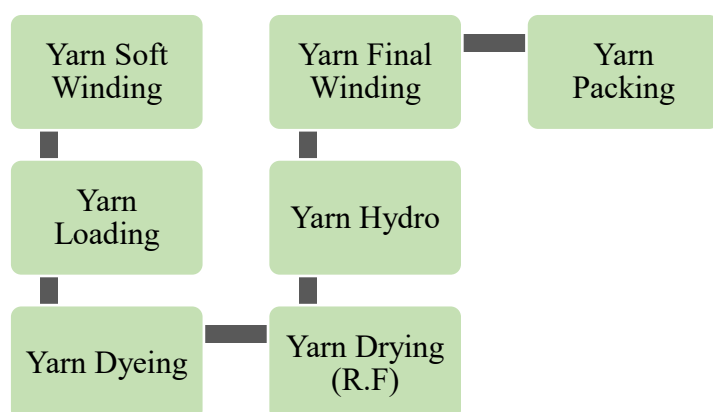 Yarn Soft
Winding
Yarn
Loading
Yarn Dyeing
Yarn Drying
(R.F)
Yarn Hydro
Yarn Final
Winding
Yarn
Packing